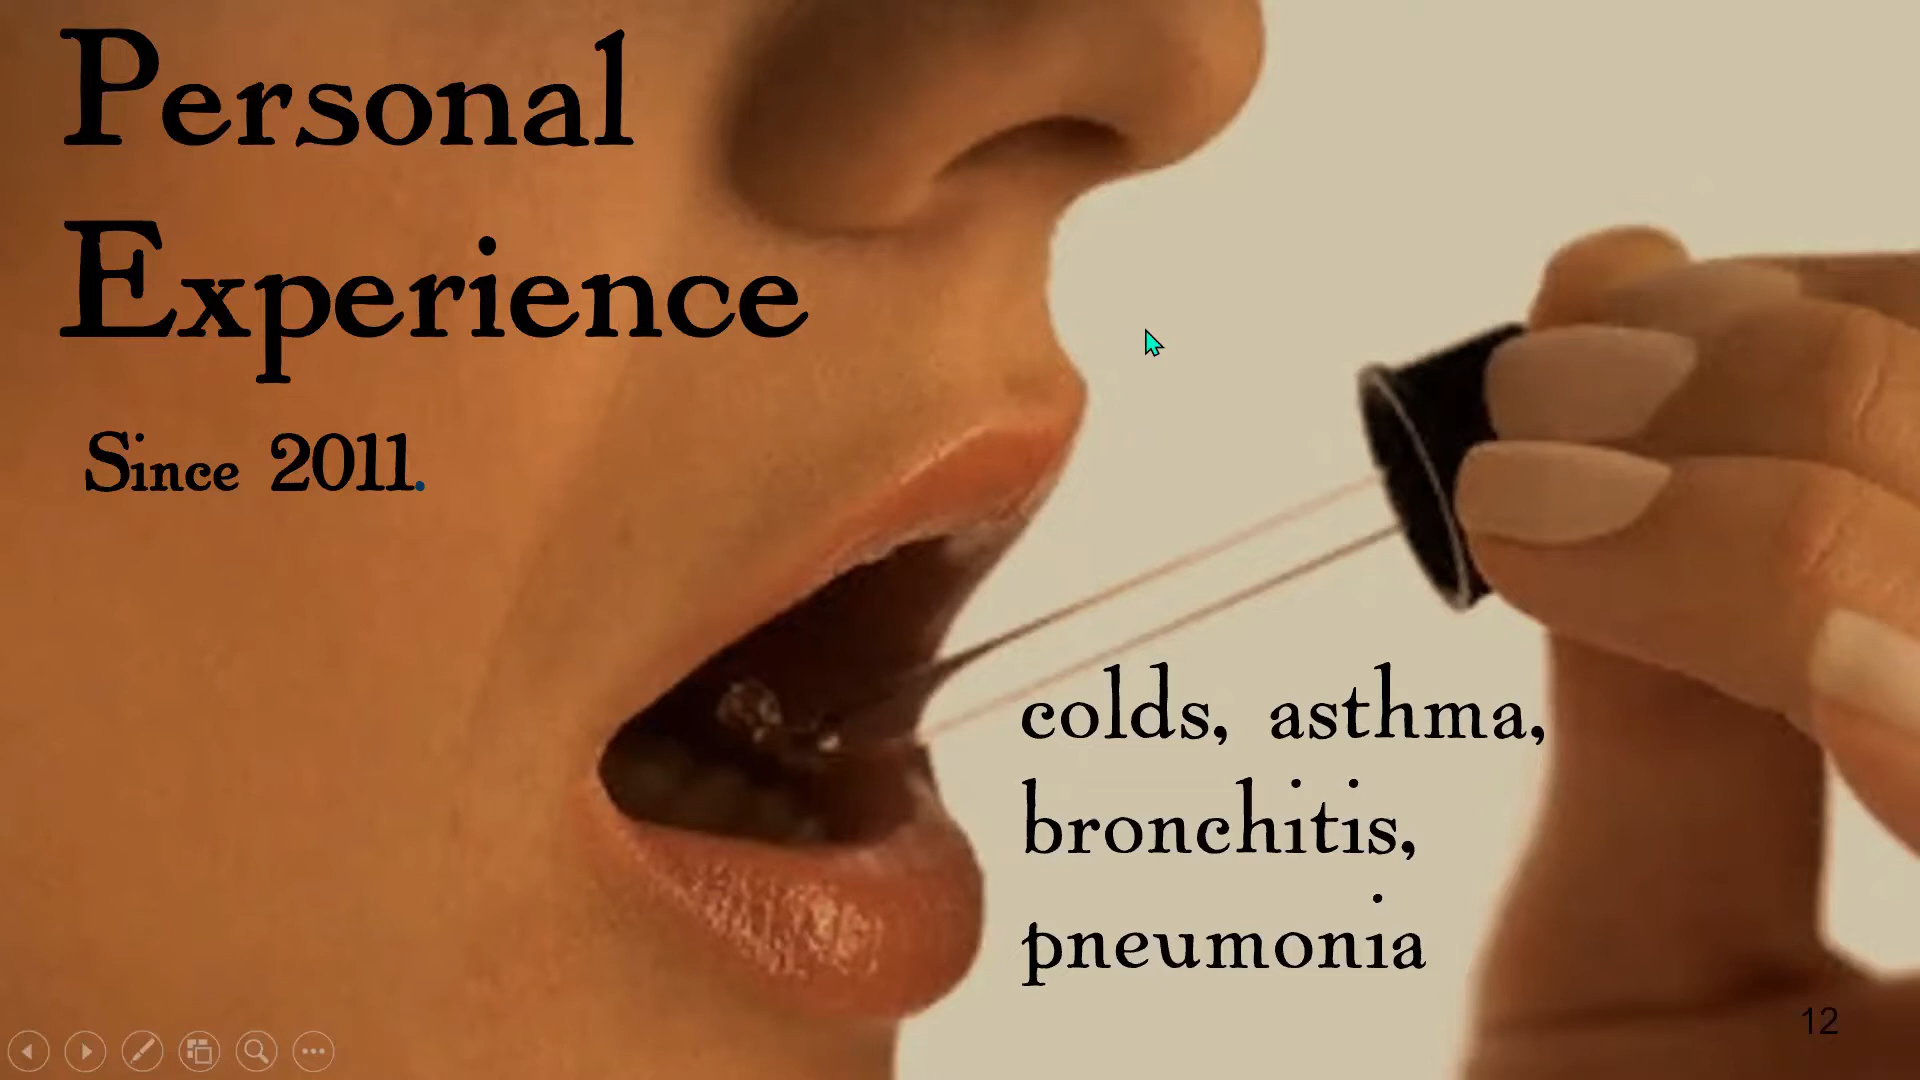 Personal
Experience
Since 2011.
colds, asthma,
bronchitis,
pneumonia
12